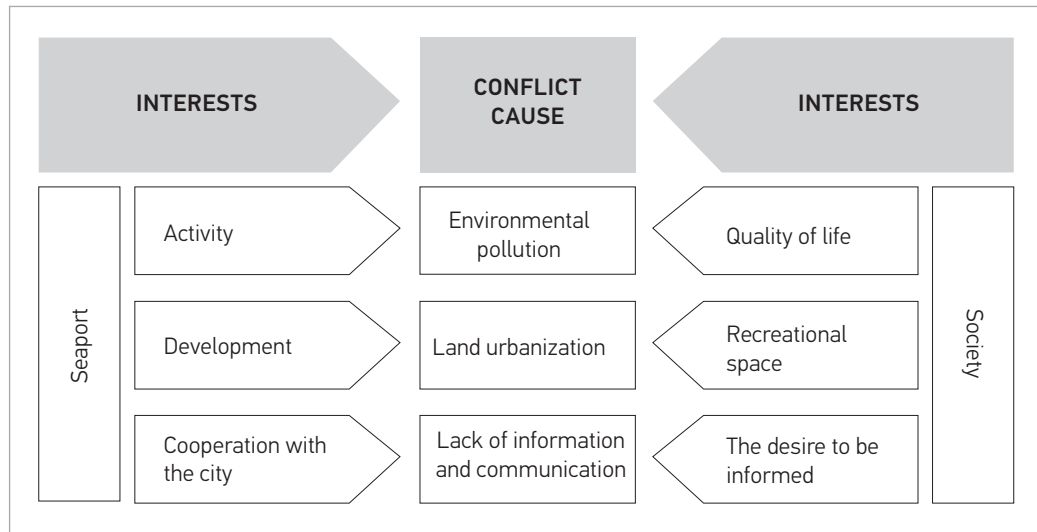 INTERESTS
CONFLICT
CAUSE
INTERESTS
Seaport
Activity
Environmental
pollution
Quality of life
Society
Development
Land urbanization
Recreational
space
Cooperation with
the city
Lack of information
and communication
The desire to be
informed